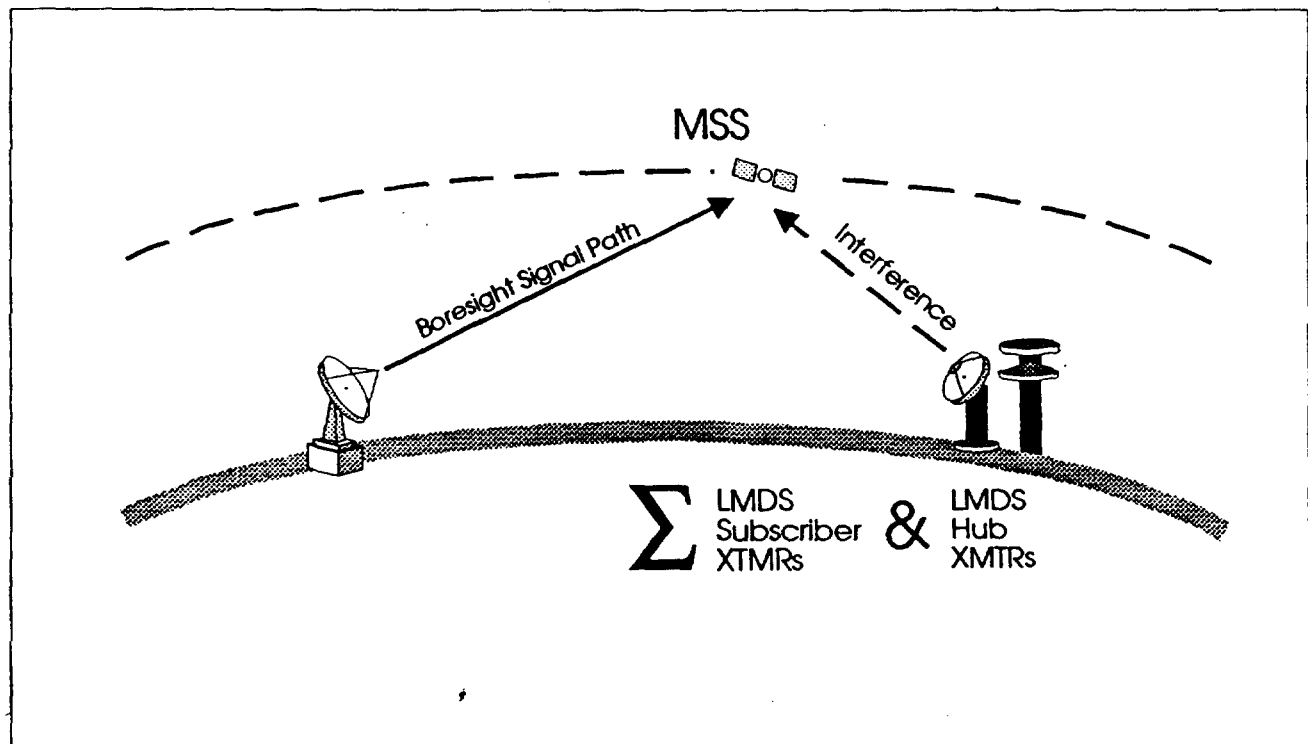 MSS
Boresight Signal Path
Interference
Σ LMDS Subscriber XTMRs & LMDS Hub XMTRs